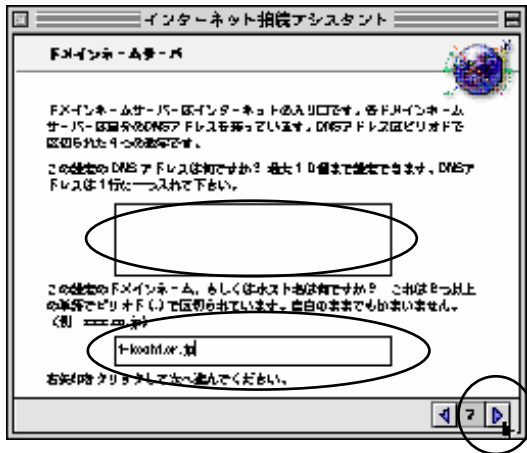 インターネット接続アシスタント
ドメインネームサーバ
ドメインネームサーバーはインターネットの入り口です。各ドメインネーム
サーバーは自分のDNSアドレスを持っています。DNSアドレスはピリオドで
区切られた4つの数字です。
この設定の DNS アドレスは何ですか? 最大10個まで設定できます。DNSア
ドレスは1行に一つ入れて下さい。
この設定のドメインネーム、もしくはホスト名は何ですか? これは2つ以上
の単語でピリオド (.) で区切られています。空白のままでもかまいません。
(例
右矢印をクリックして次へ進んでください。
7